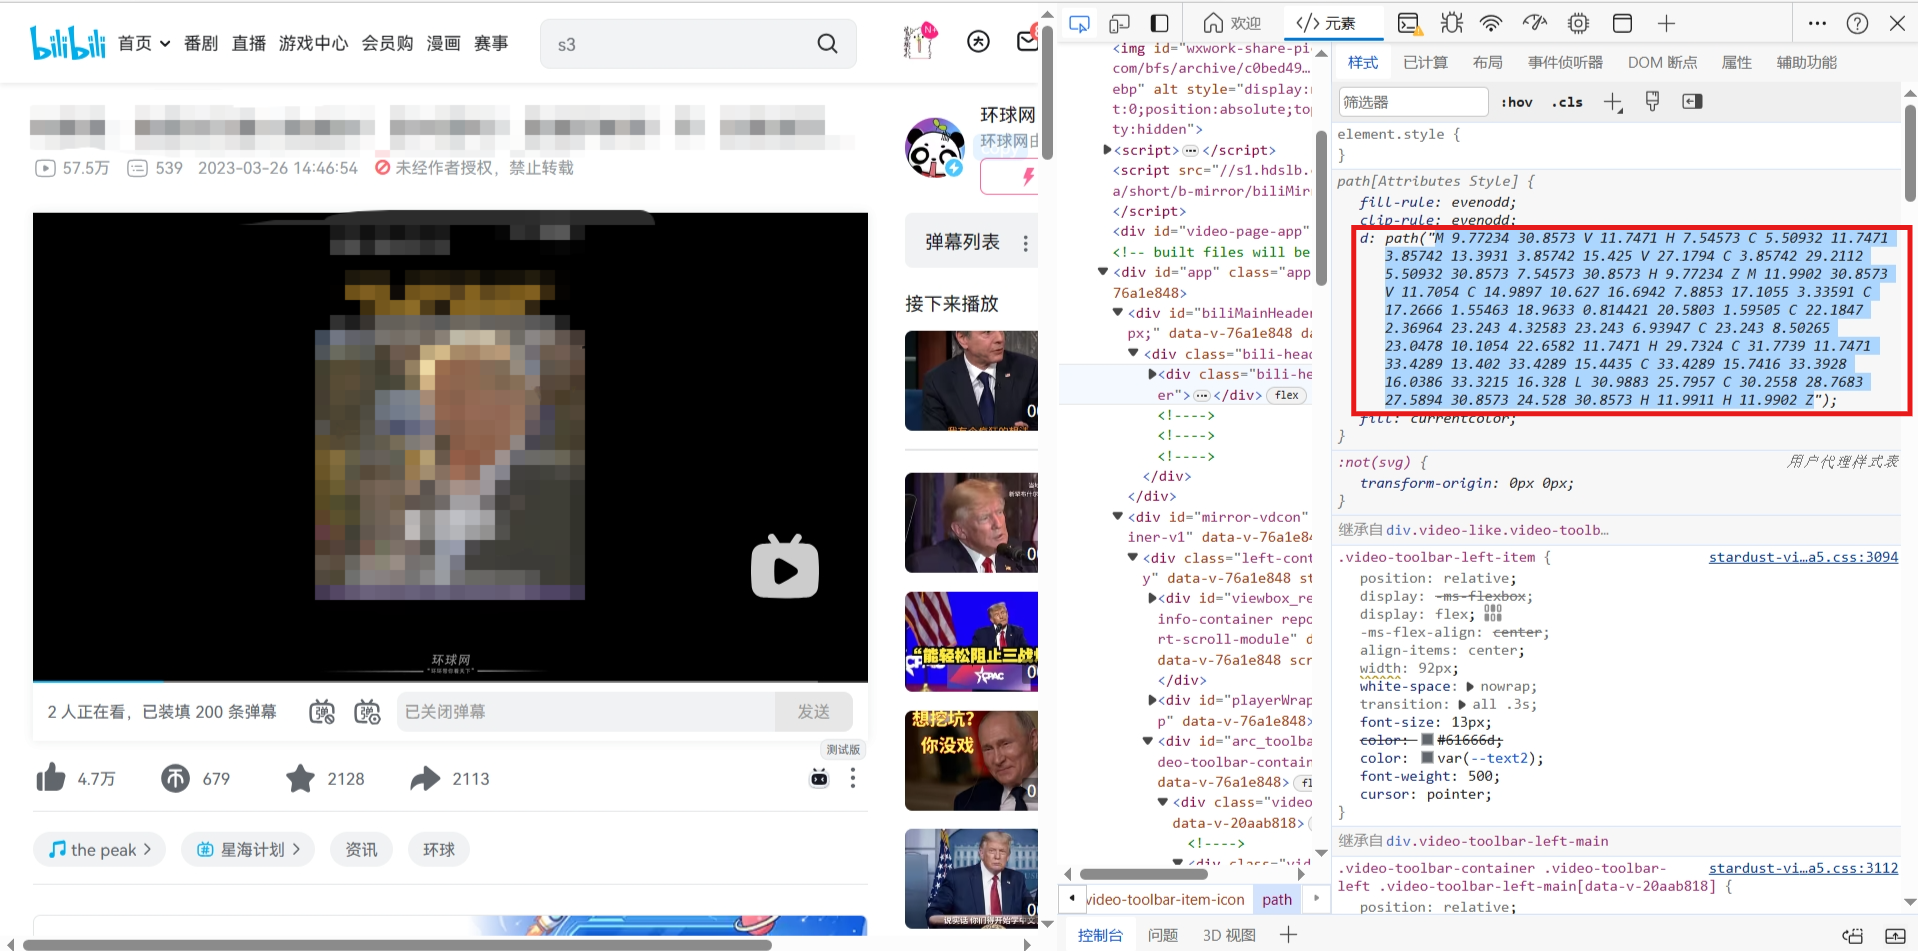 bilibili 首页 番剧 直播 游戏中心 会员购 漫画 赛事
s3
57.5万 539 2023-03-26 14:46:54 未经作者授权，禁止转载
环球网
弹幕列表
接下来播放
“能轻松阻止三战
CPAC
想挖坑?
你没戏
环球网
2 人正在看，已装填 200 条弹幕 已关闭弹幕 发送
测试版
4.7万 679 2128 2113
the peak 星海计划 资讯 环球
欢迎 </> 元素
<img id="wxwork-share-pi
com/bfs/archive/c0bed49…
ebp" alt style="display:
t:0;position:absolute;to
ty:hidden">
<script> … </script>
<script src="//s1.hdslb.
a/short/b-mirror/biliMir
</script>
<div id="video-page-app"
<!-- built files will be
<div id="app" class="app
76a1e848>
<div id="biliMainHeader
px;" data-v-76a1e848 da
<div class="bili-head
<div class="bili-he
er"> … </div> flex
<!---->
<!---->
<!---->
</div>
</div>
<div id="mirror-vdcon"
iner-v1" data-v-76a1e84
<div class="left-cont
y" data-v-76a1e848 st
<div id="viewbox_re
info-container repo
rt-scroll-module" d
data-v-76a1e848 scr
</div>
<div id="playerWrap
p" data-v-76a1e848>
<div id="arc_toolba
deo-toolbar-contain
data-v-76a1e848> fl
<div class="video
data-v-20aab818>
<!---->
<div class="vid
video-toolbar-item-icon path
样式 已计算 布局 事件侦听器 DOM 断点 属性 辅助功能
筛选器 :hov .cls
element.style {
}
path[Attributes Style] {
fill-rule: evenodd;
clip-rule: evenodd;
d: path("M 9.77234 30.8573 V 11.7471 H 7.54573 C 5.50932 11.7471
3.85742 13.3931 3.85742 15.425 V 27.1794 C 3.85742 29.2112
5.50932 30.8573 7.54573 30.8573 H 9.77234 Z M 11.9902 30.8573
V 11.7054 C 14.9897 10.627 16.6942 7.8853 17.1055 3.33591 C
17.2666 1.55463 18.9633 0.814421 20.5803 1.59505 C 22.1847
2.36964 23.243 4.32583 23.243 6.93947 C 23.243 8.50265
23.0478 10.1054 22.6582 11.7471 H 29.7324 C 31.7739 11.7471
33.4289 13.402 33.4289 15.4435 C 33.4289 15.7416 33.3928
16.0386 33.3215 16.328 L 30.9883 25.7957 C 30.2558 28.7683
27.5894 30.8573 24.528 30.8573 H 11.9911 H 11.9902 Z");
fill: currentcolor;
}
:not(svg) { 用户代理样式表
transform-origin: 0px 0px;
}
继承自 div.video-like.video-toolb…
.video-toolbar-left-item { stardust-vi…a5.css:3094
position: relative;
display: -ms-flexbox;
display: flex;
-ms-flex-align: center;
align-items: center;
width: 92px;
white-space: nowrap;
transition: all .3s;
font-size: 13px;
color: #61666d;
color: var(--text2);
font-weight: 500;
cursor: pointer;
}
继承自 div.video-toolbar-left-main
.video-toolbar-container .video-toolbar- stardust-vi…a5.css:3112
left .video-toolbar-left-main[data-v-20aab818] {
position: relative;
控制台 问题 3D 视图